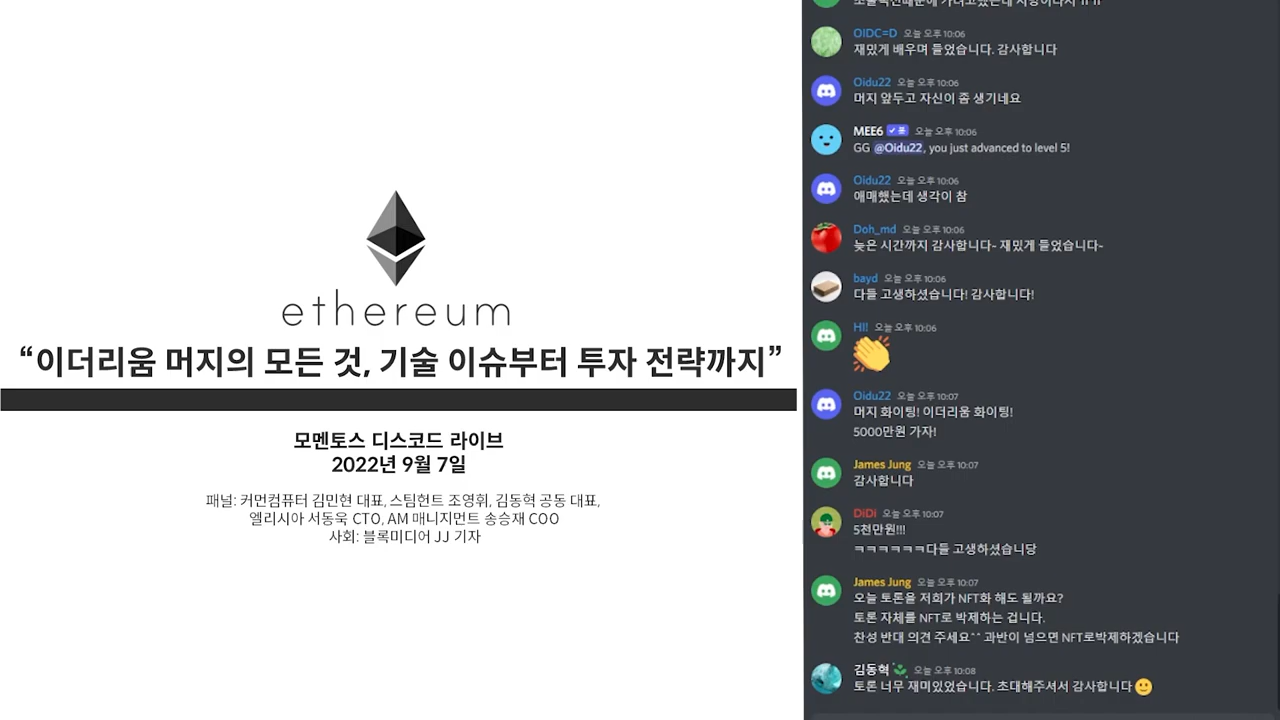 ethereum
“이더리움 머지의 모든 것, 기술 이슈부터 투자 전략까지”
모멘토스 디스코드 라이브
2022년 9월 7일
패널: 커먼컴퓨터 김민현 대표, 스팀헌트 조영휘, 김동혁 공동 대표,
엘리시아 서동욱 CTO, AM 매니지먼트 송승재 COO
사회: 블록미디어 JJ 기자
OIDC=D 오늘 오후 10:06
재밌게 배우며 들었습니다. 감사합니다
Oidu22 오늘 오후 10:06
머지 앞두고 자신이 좀 생기네요
MEE6 ✓ 봇 오늘 오후 10:06
GG @Oidu22, you just advanced to level 5!
Oidu22 오늘 오후 10:06
애매했는데 생각이 참
Doh_md 오늘 오후 10:06
늦은 시간까지 감사합니다~ 재밌게 들었습니다~
bayd 오늘 오후 10:06
다들 고생하셨습니다! 감사합니다!
HI! 오늘 오후 10:06
Oidu22 오늘 오후 10:07
머지 화이팅! 이더리움 화이팅!
5000만원 가자!
James Jung 오늘 오후 10:07
감사합니다
DiDi 오늘 오후 10:07
5천만원!!!
ㅋㅋㅋㅋㅋㅋ다들 고생하셨습니당
James Jung 오늘 오후 10:07
오늘 토론을 저희가 NFT화 해도 될까요?
토론 자체를 NFT로 박제하는 겁니다.
찬성 반대 의견 주세요^^ 과반이 넘으면 NFT로박제하겠습니다
김동혁 오늘 오후 10:08
토론 너무 재미있었습니다. 초대해주셔서 감사합니다